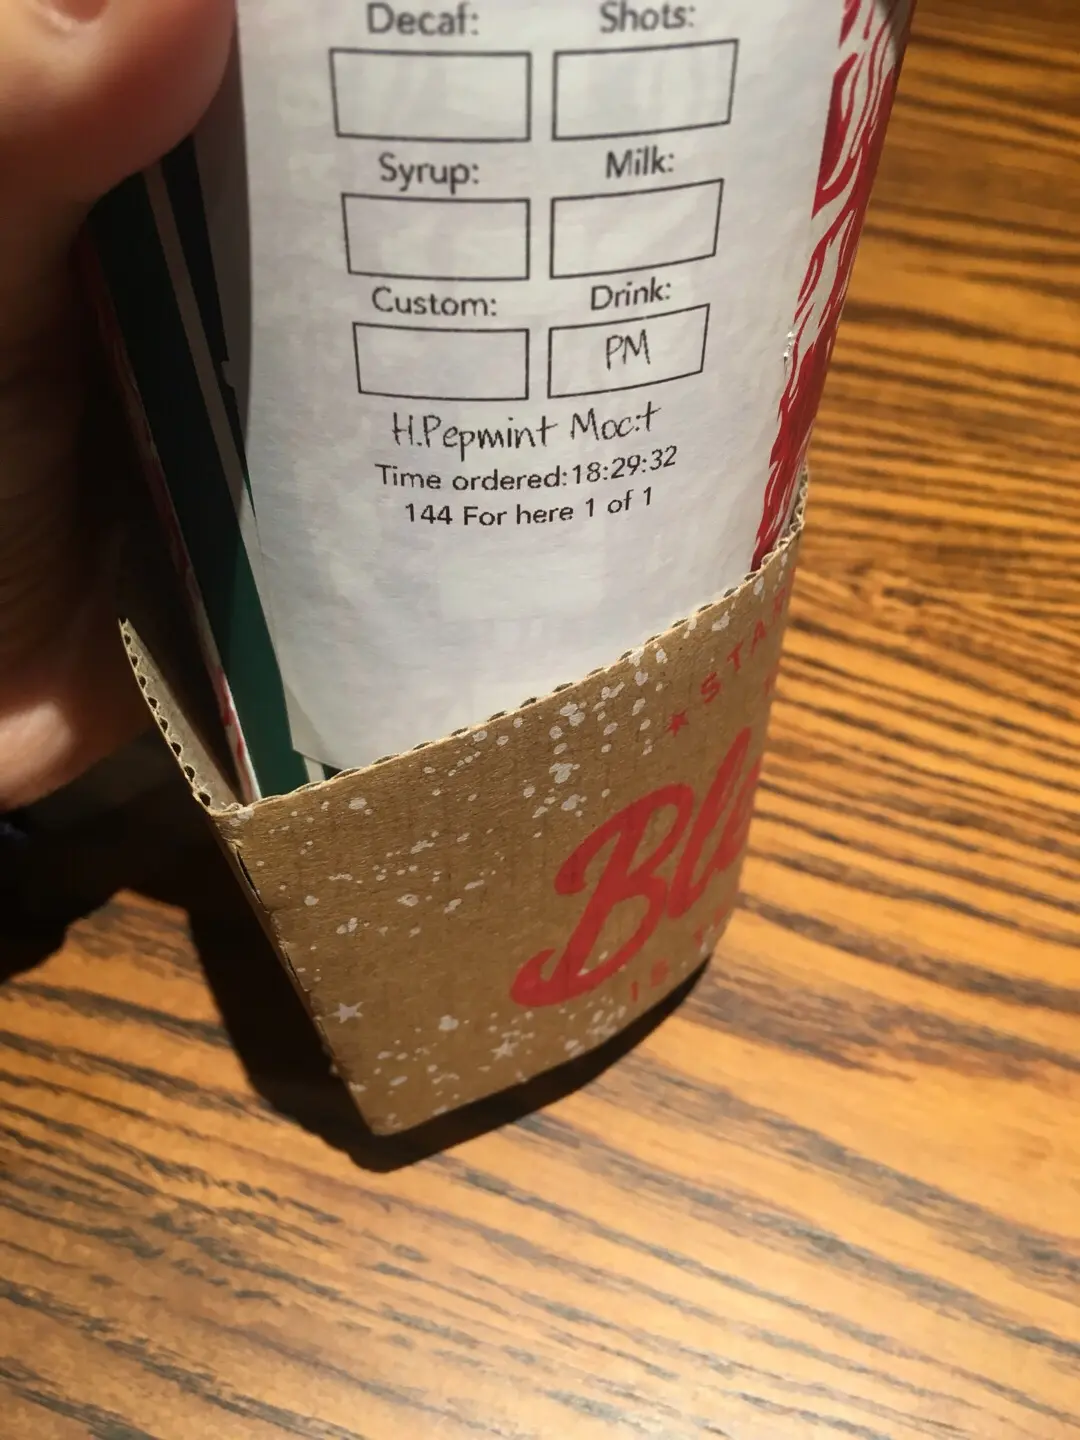 Decaf: Shots:
Syrup: Milk:
Custom: Drink:
PM
H.Pepmint Moc:t
Time ordered:18:29:32
144 For here 1 of 1